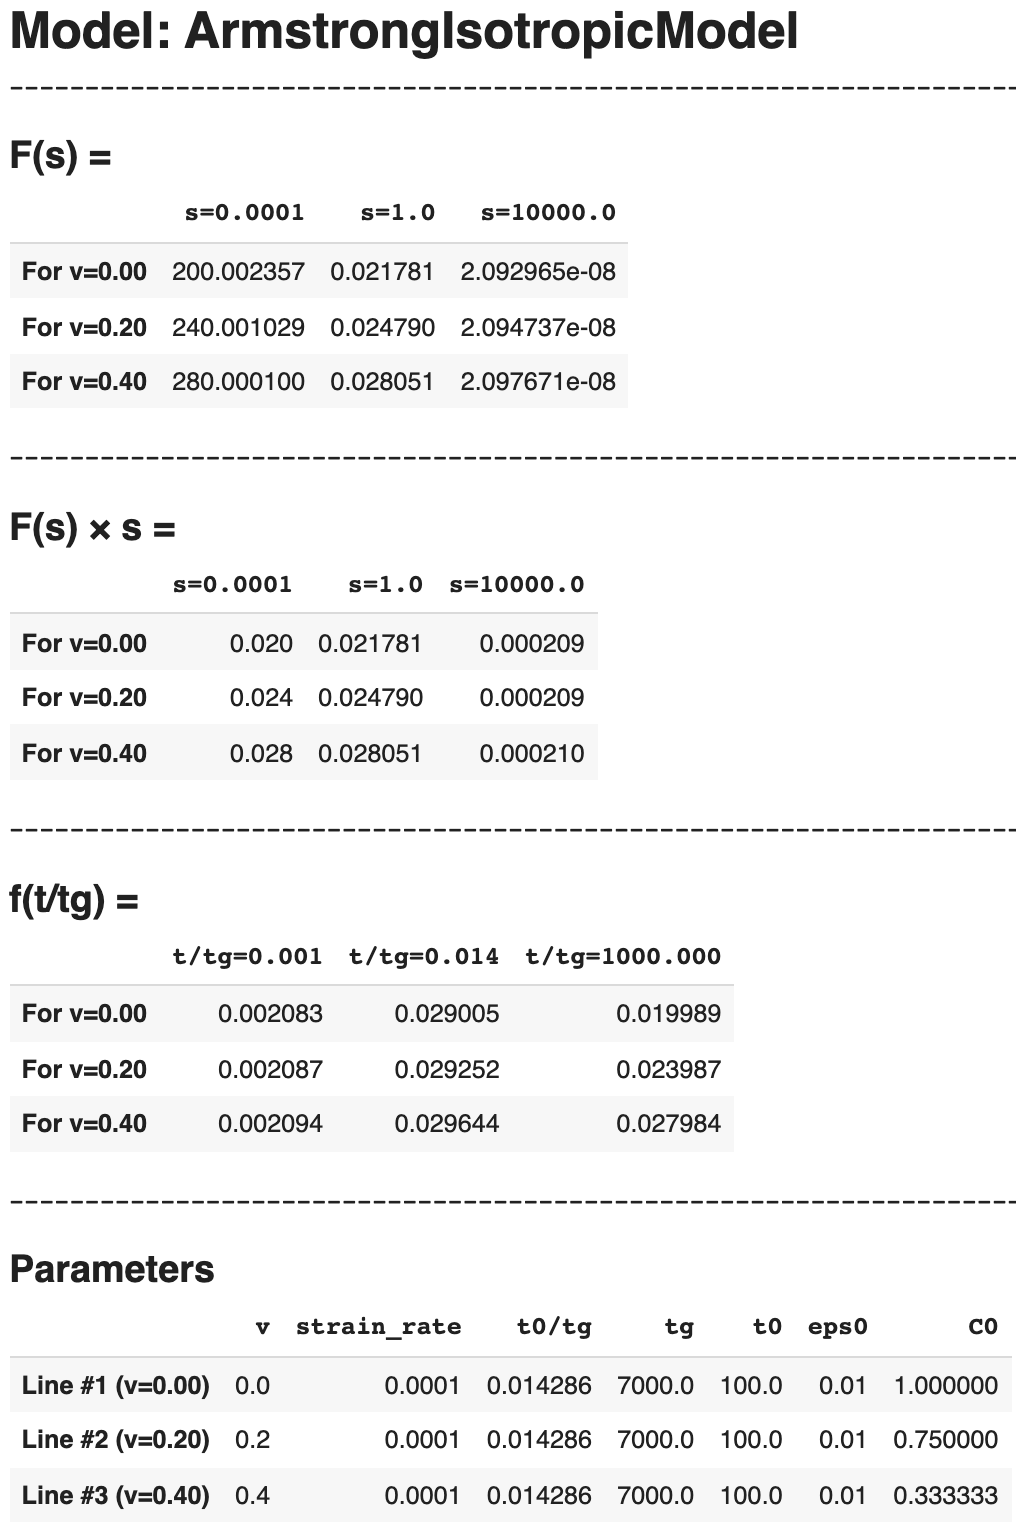 Model: ArmstrongIsotropicModel
--------------------------------------------------------------------
F(s) =
s=0.0001 s=1.0 s=10000.0
For v=0.00 200.002357 0.021781 2.092965e-08
For v=0.20 240.001029 0.024790 2.094737e-08
For v=0.40 280.000100 0.028051 2.097671e-08
--------------------------------------------------------------------
F(s) × s =
s=0.0001 s=1.0 s=10000.0
For v=0.00 0.020 0.021781 0.000209
For v=0.20 0.024 0.024790 0.000209
For v=0.40 0.028 0.028051 0.000210
--------------------------------------------------------------------
f(t/tg) =
t/tg=0.001 t/tg=0.014 t/tg=1000.000
For v=0.00 0.002083 0.029005 0.019989
For v=0.20 0.002087 0.029252 0.023987
For v=0.40 0.002094 0.029644 0.027984
--------------------------------------------------------------------
Parameters
v strain_rate t0/tg tg t0 eps0 C0
Line #1 (v=0.00) 0.0 0.0001 0.014286 7000.0 100.0 0.01 1.000000
Line #2 (v=0.20) 0.2 0.0001 0.014286 7000.0 100.0 0.01 0.750000
Line #3 (v=0.40) 0.4 0.0001 0.014286 7000.0 100.0 0.01 0.333333